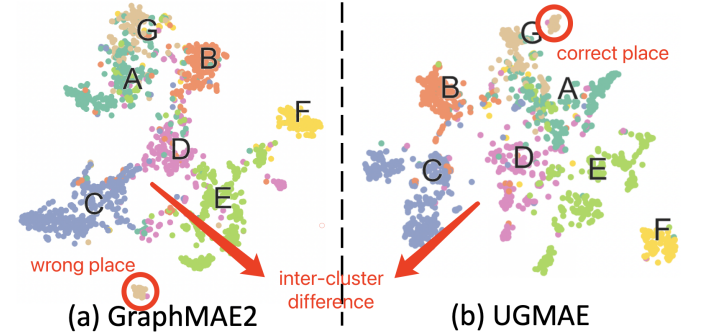 G
A
B
F
D
C
E
wrong place
(a) GraphMAE2
inter-cluster
difference
G
correct place
B
A
C
D
E
F
(b) UGMAE